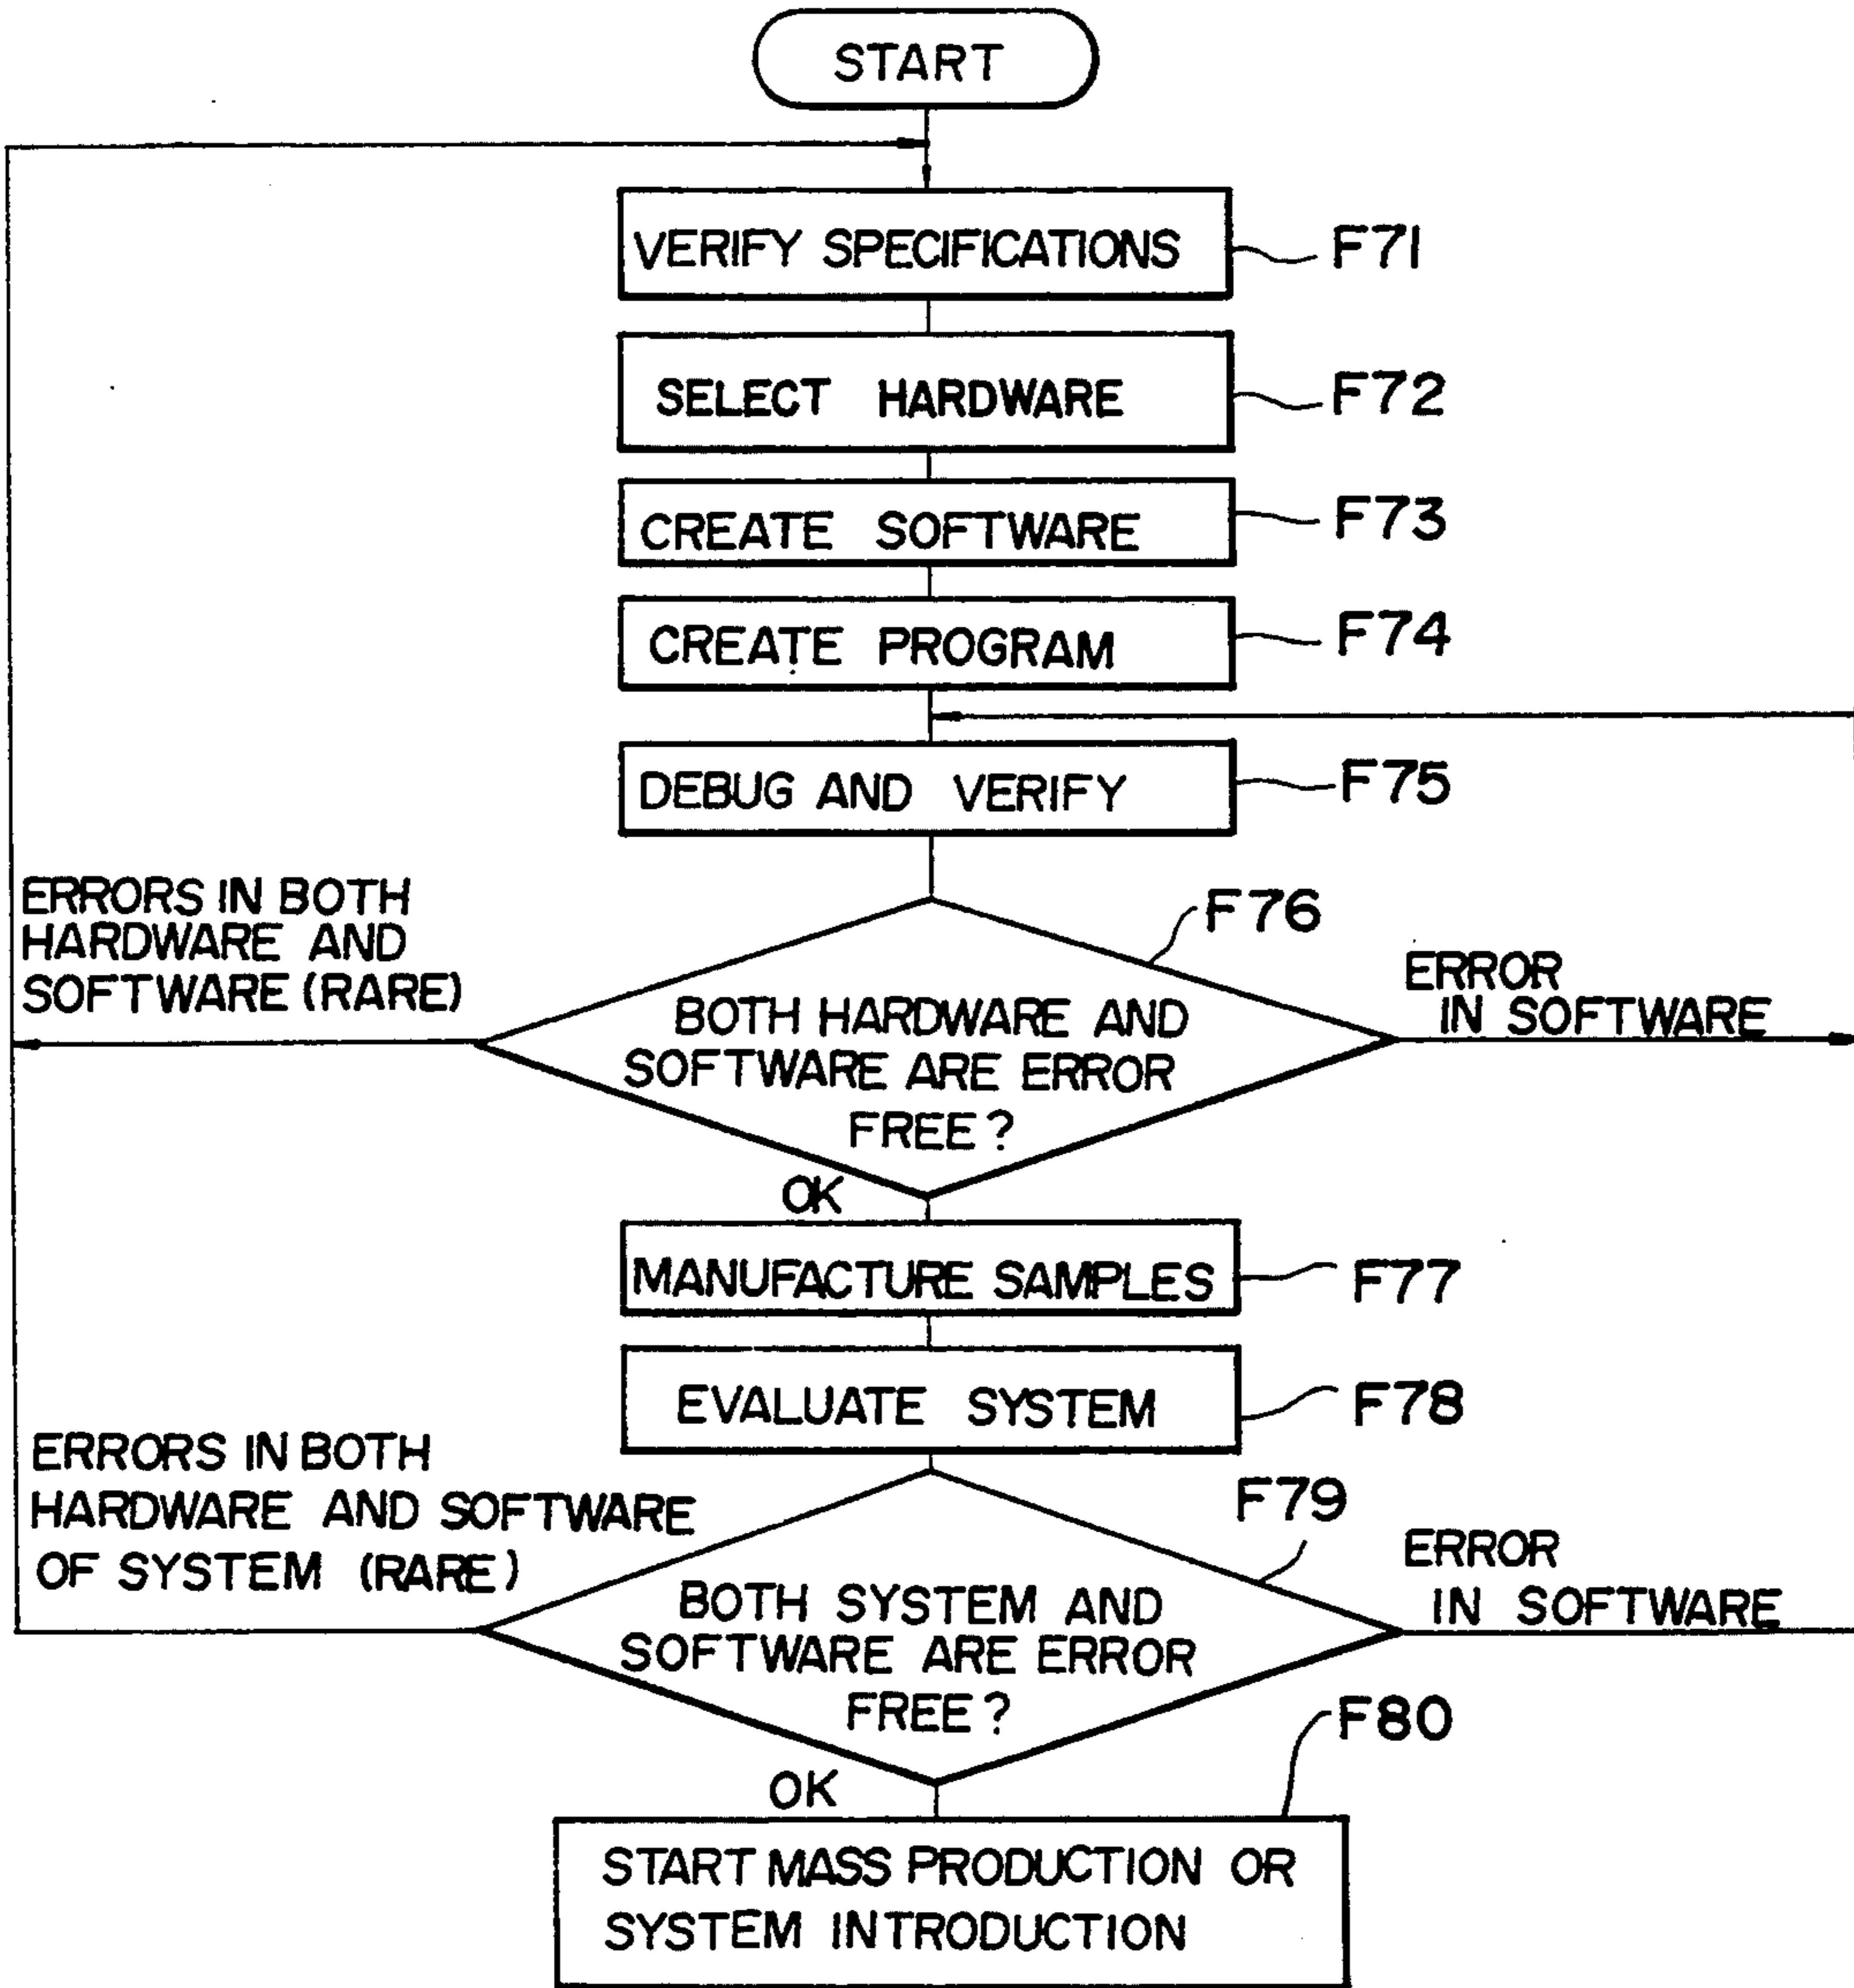 START
VERIFY SPECIFICATIONS
F71
SELECT HARDWARE
F72
CREATE SOFTWARE
F73
CREATE PROGRAM
F74
DEBUG AND VERIFY
F75
ERRORS IN BOTH
HARDWARE AND
SOFTWARE (RARE)
F76
BOTH HARDWARE AND
SOFTWARE ARE ERROR
FREE?
ERROR
IN SOFTWARE
OK
MANUFACTURE SAMPLES
F77
EVALUATE SYSTEM
F78
ERRORS IN BOTH
HARDWARE AND SOFTWARE
OF SYSTEM (RARE)
F79
BOTH SYSTEM AND
SOFTWARE ARE ERROR
FREE?
ERROR
IN SOFTWARE
OK
F80
START MASS PRODUCTION OR
SYSTEM INTRODUCTION